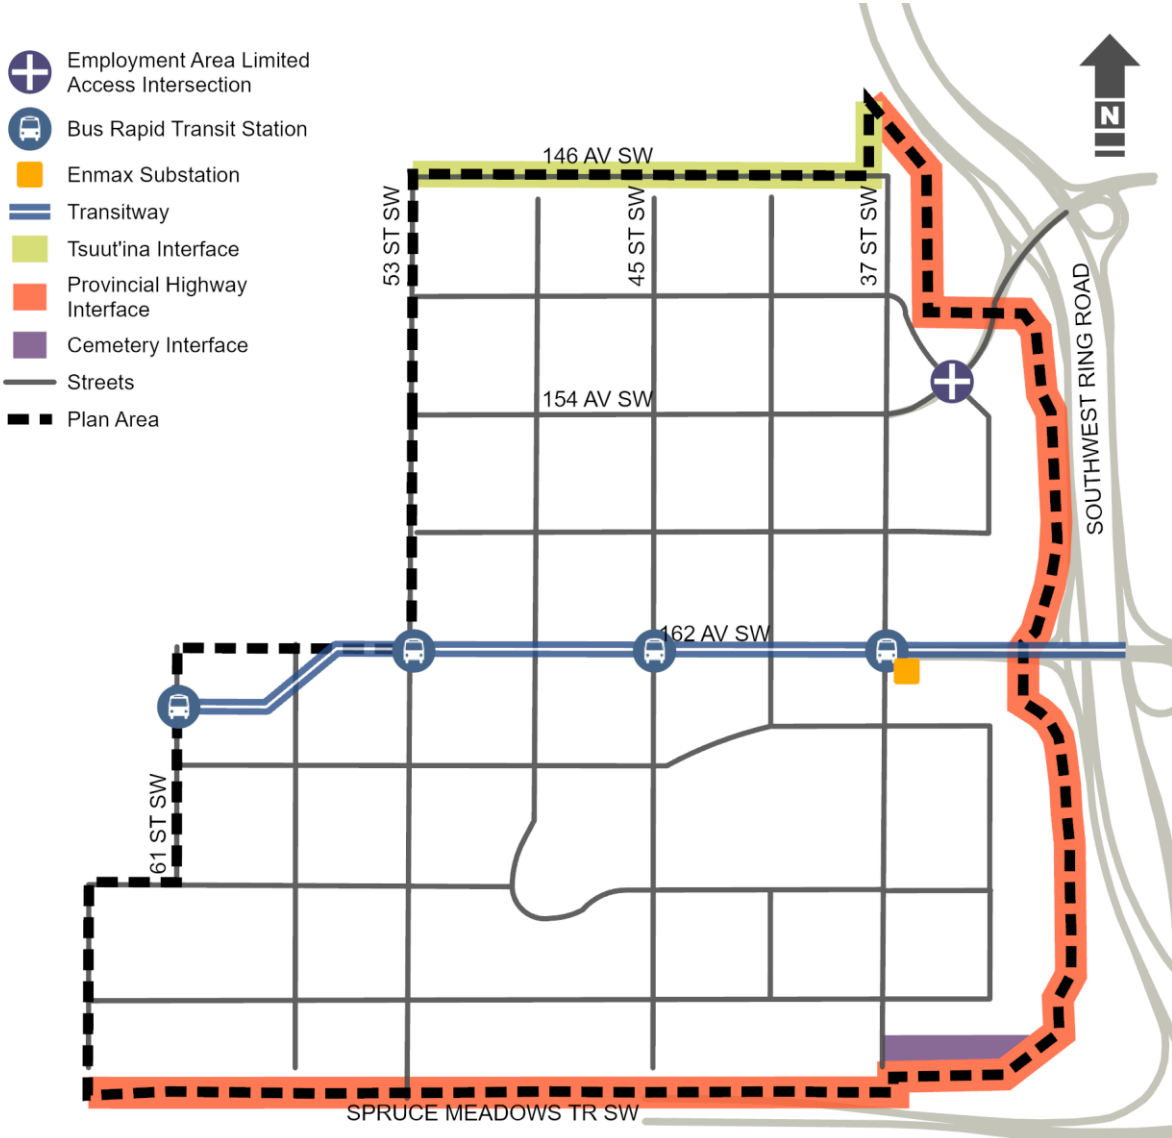 Employment Area Limited
Access Intersection
Bus Rapid Transit Station
Enmax Substation
Transitway
Tsuut'ina Interface
Provincial Highway
Interface
Cemetery Interface
Streets
Plan Area
N
146 AV SW
53 ST SW
45 ST SW
37 ST SW
SOUTHWEST RING ROAD
154 AV SW
162 AV SW
61 ST SW
SPRUCE MEADOWS TR SW